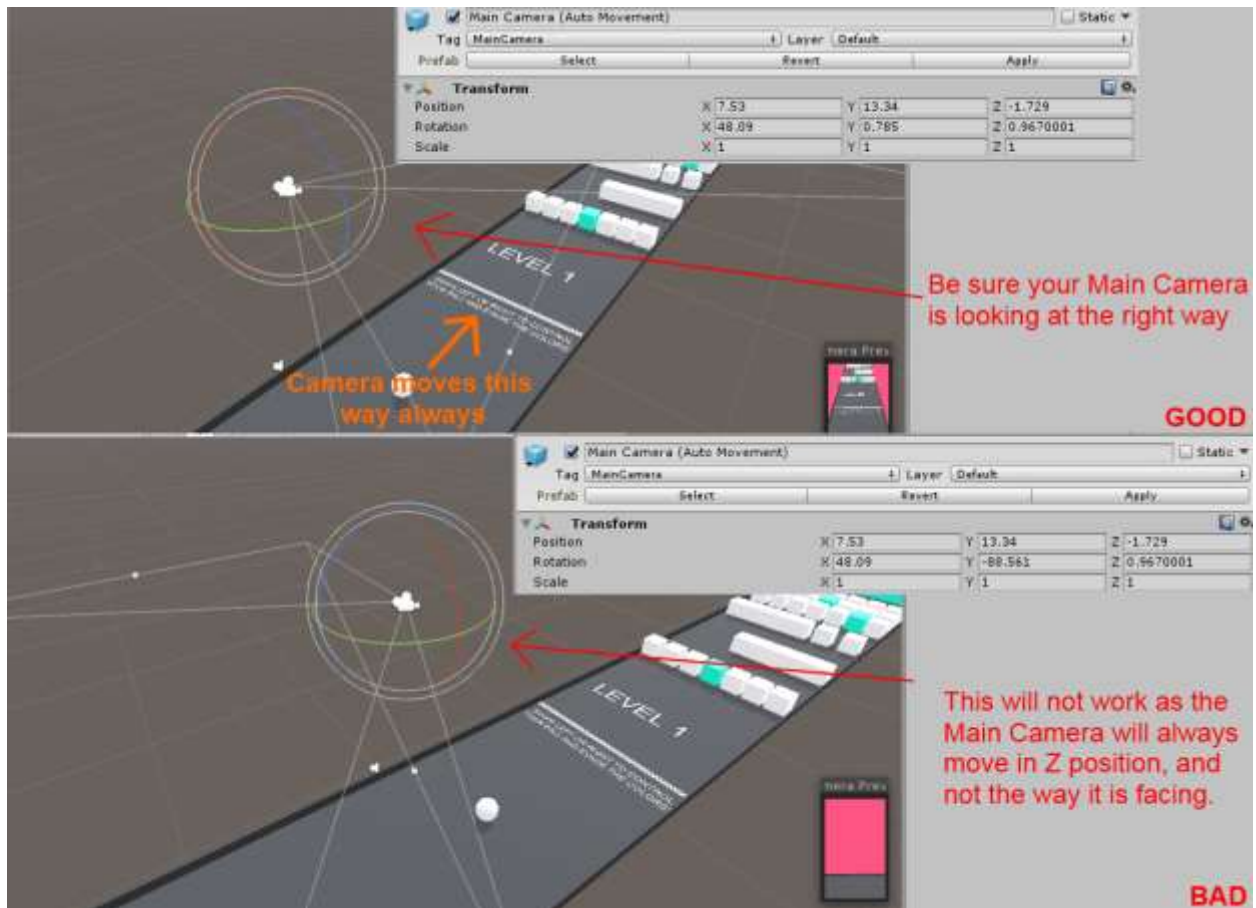 Main Camera (Auto Movement)
Static
Tag MainCamera Layer Default
Prefab Select Revert Apply
Transform
Position X 7.53 Y 13.34 Z -1.729
Rotation X 48.09 Y 0.785 Z 0.9670001
Scale X 1 Y 1 Z 1
LEVEL 1
Be sure your Main Camera
is looking at the right way
mera Prev
Camera moves this
way always
GOOD
Main Camera (Auto Movement)
Static
Tag MainCamera Layer Default
Prefab Select Revert Apply
Transform
Position X 7.53 Y 13.34 Z -1.729
Rotation X 48.09 Y -88.561 Z 0.9670001
Scale X 1 Y 1 Z 1
LEVEL 1
This will not work as the
Main Camera will always
move in Z position, and
not the way it is facing.
mera Prev
BAD